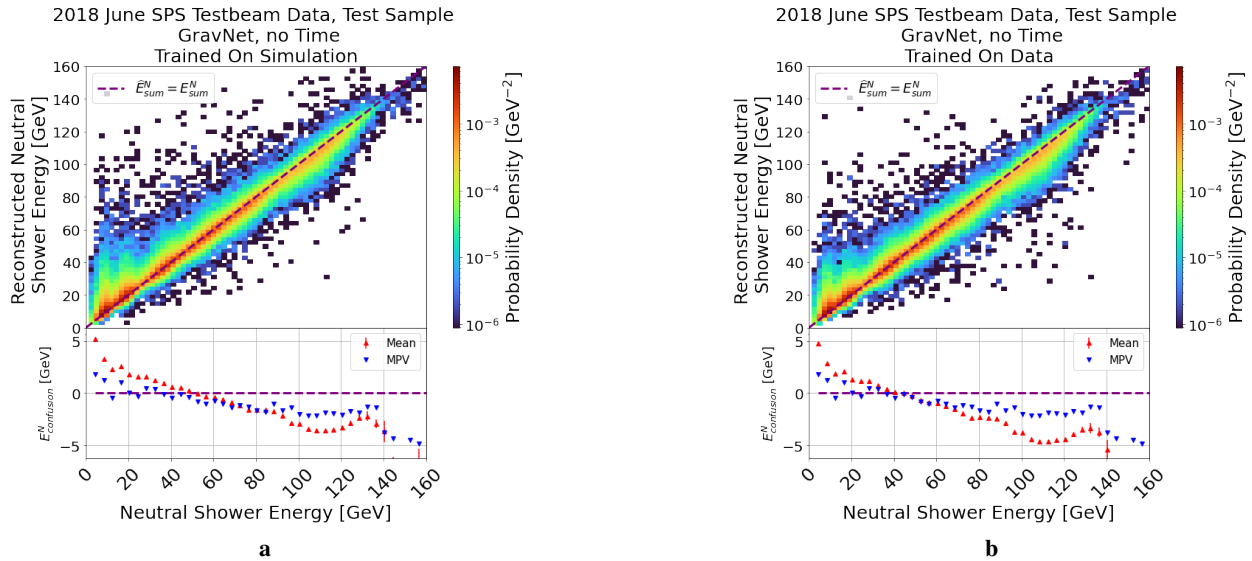 2018 June SPS Testbeam Data, Test Sample
GravNet, no Time
Trained On Simulation
Reconstructed Neutral
Shower Energy [GeV]
160
140
120
100
80
60
40
20
0
Ê^N_sum = E^N_sum
10^−3
10^−4
10^−5
10^−6
Probability Density [GeV^−2]
E^N_confusion [GeV]
5
0
−5
Mean
MPV
0 20 40 60 80 100 120 140 160
Neutral Shower Energy [GeV]
a
2018 June SPS Testbeam Data, Test Sample
GravNet, no Time
Trained On Data
Reconstructed Neutral
Shower Energy [GeV]
160
140
120
100
80
60
40
20
0
Ê^N_sum = E^N_sum
10^−3
10^−4
10^−5
10^−6
Probability Density [GeV^−2]
E^N_confusion [GeV]
5
0
−5
Mean
MPV
0 20 40 60 80 100 120 140 160
Neutral Shower Energy [GeV]
b